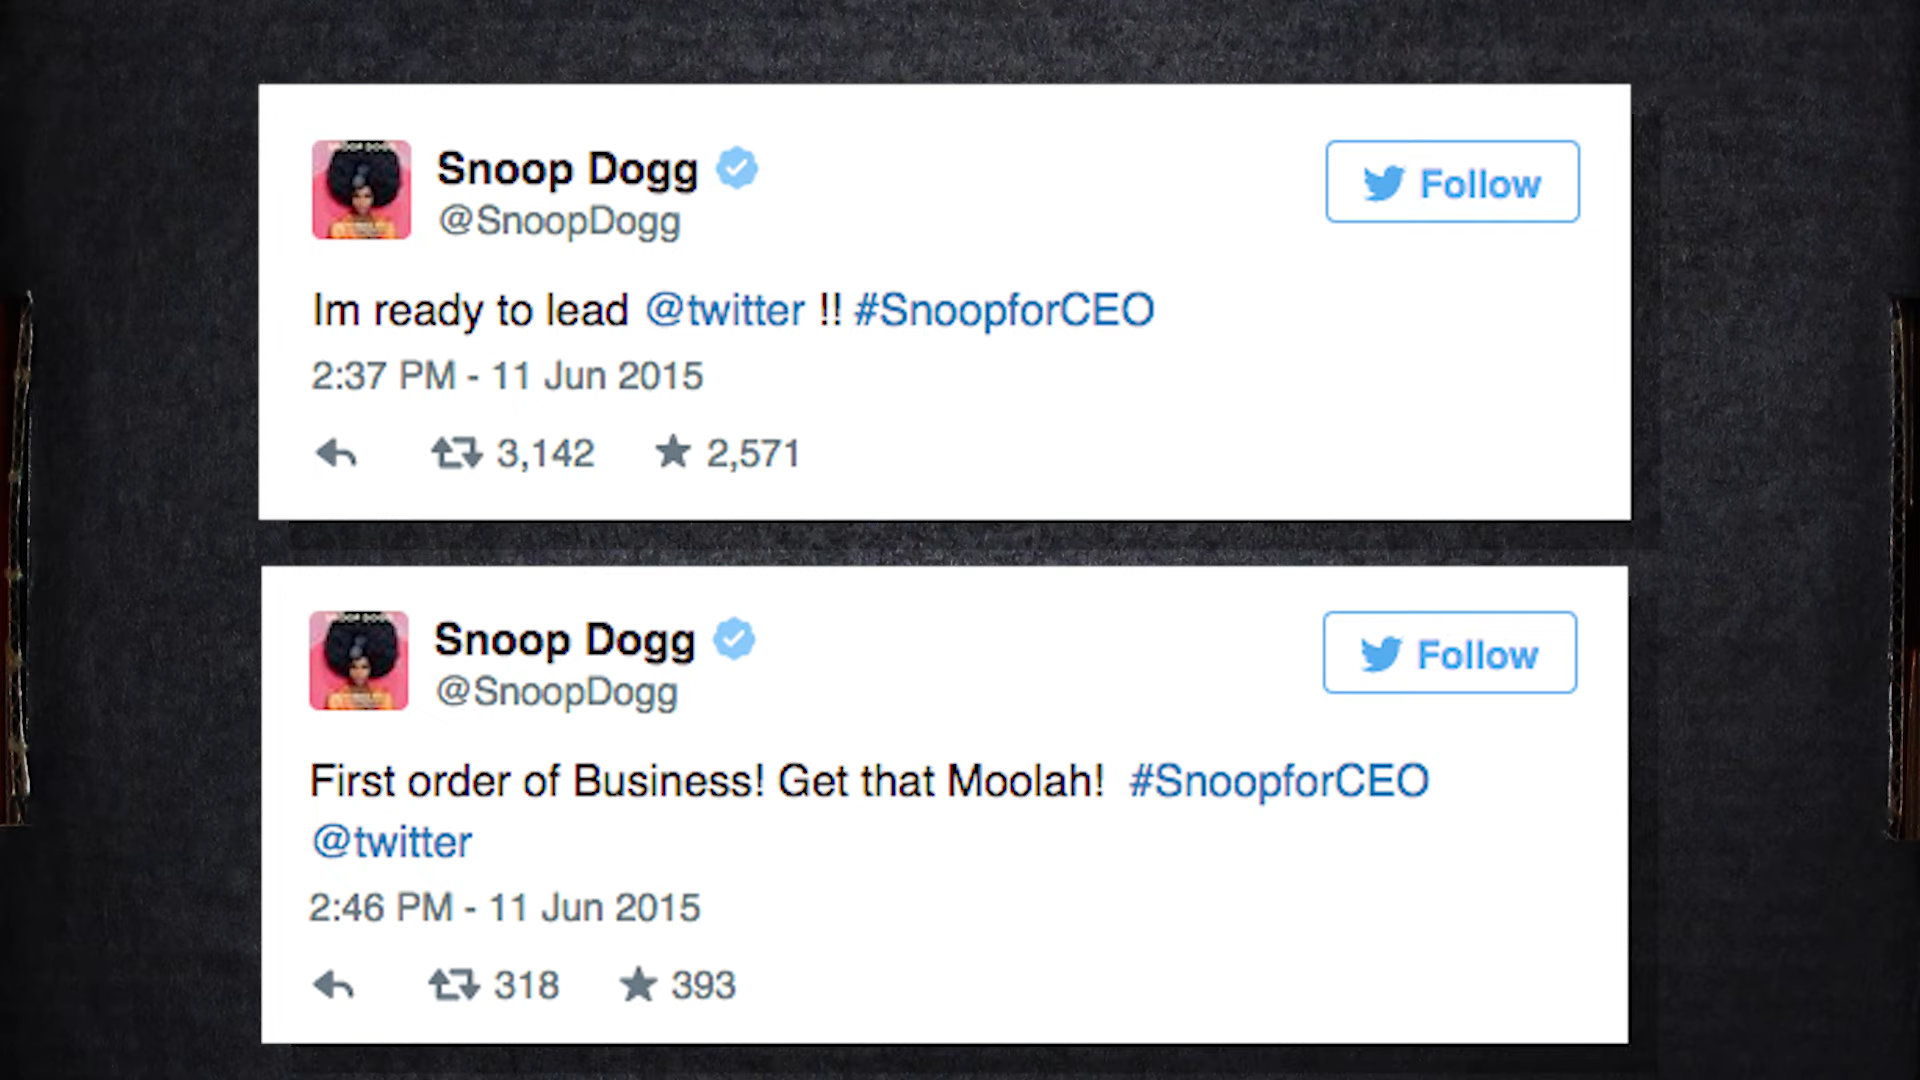 Snoop Dogg
@SnoopDogg
Follow
Im ready to lead @twitter !! #SnoopforCEO
2:37 PM - 11 Jun 2015
3,142 2,571
Snoop Dogg
@SnoopDogg
Follow
First order of Business! Get that Moolah! #SnoopforCEO
@twitter
2:46 PM - 11 Jun 2015
318 393